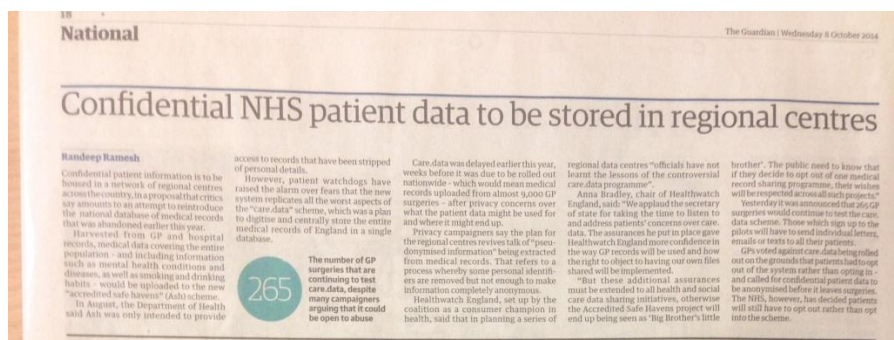 18
National
The Guardian | Wednesday 8 October 2014
Confidential NHS patient data to be stored in regional centres
Randeep Ramesh
Confidential patient information is to be
housed in a network of regional centres
across the country, in a proposal that critics
say amounts to an attempt to reintroduce
the national database of medical records
that was abandoned earlier this year.
Harvested from GP and hospital
records, medical data covering the entire
population - and including information
such as mental health conditions and
diseases, as well as smoking and drinking
habits - would be uploaded to the new
"accredited safe havens" (Ash) scheme.
In August, the Department of Health
said Ash was only intended to provide
access to records that have been stripped
of personal details.
However, patient watchdogs have
raised the alarm over fears that the new
system replicates all the worst aspects of
the "care.data" scheme, which was a plan
to digitise and centrally store the entire
medical records of England in a single
database.
265
The number of GP
surgeries that are
continuing to test
care.data, despite
many campaigners
arguing that it could
be open to abuse
Care.data was delayed earlier this year,
weeks before it was due to be rolled out
nationwide - which would mean medical
records uploaded from almost 9,000 GP
surgeries - after privacy concerns over
what the patient data might be used for
and where it might end up.
Privacy campaigners say the plan for
the regional centres revives talk of "pseu-
donymised information" being extracted
from medical records. That refers to a
process whereby some personal identifi-
ers are removed but not enough to make
information completely anonymous.
Healthwatch England, set up by the
coalition as a consumer champion in
health, said that in planning a series of
regional data centres "officials have not
learnt the lessons of the controversial
care.data programme".
Anna Bradley, chair of Healthwatch
England, said: "We applaud the secretary
of state for taking the time to listen to
and address patients' concerns over care.
data. The assurances he put in place gave
Healthwatch England more confidence in
the way GP records will be used and how
the right to object to having our own files
shared will be implemented.
"But these additional assurances
must be extended to all health and social
care data sharing initiatives, otherwise
the Accredited Safe Havens project will
end up being seen as 'Big Brother's little
brother'. The public need to know that
if they decide to opt out of one medical
record sharing programme, their wishes
will be respected across all such projects."
Yesterday it was announced that 265 GP
surgeries would continue to test the care.
data scheme. Those which sign up to the
pilots will have to send individual letters,
emails or texts to all their patients.
GPs voted against care.data being rolled
out on the grounds that patients had to opt
out of the system rather than opting in -
and called for confidential patient data to
be anonymised before it leaves surgeries.
The NHS, however, has decided patients
will still have to opt out rather than opt
into the scheme.